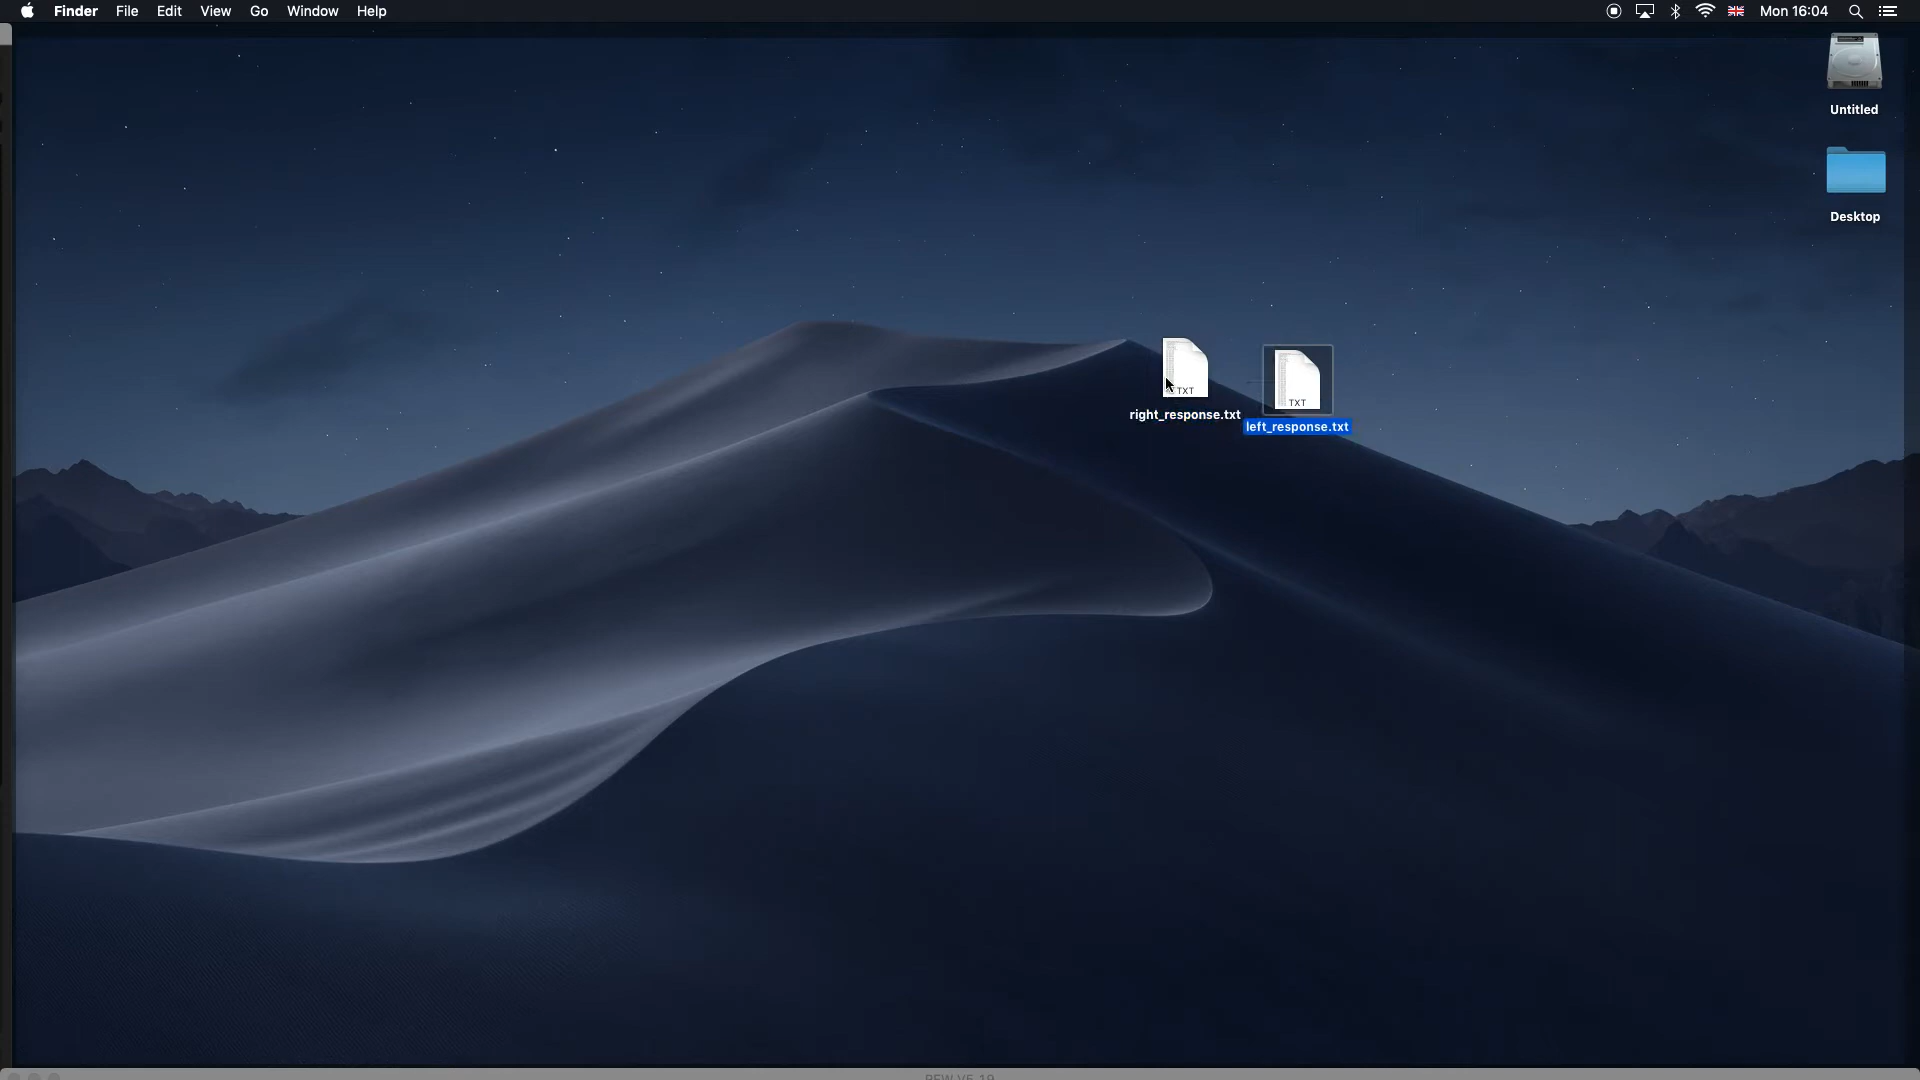 Finder File Edit View Go Window Help Mon 16:04
Untitled
Desktop
TXT
right_response.txt
TXT
left_response.txt